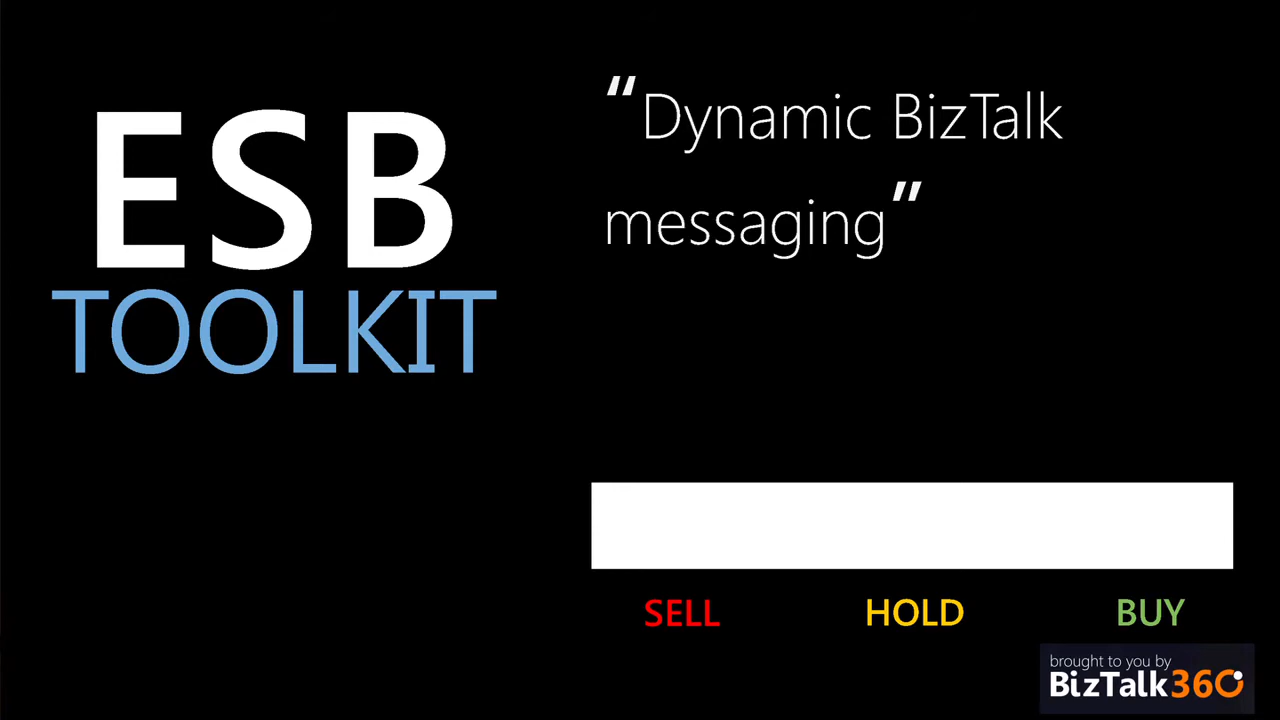 ESB
TOOLKIT
“Dynamic BizTalk
messaging”
SELL HOLD BUY
brought to you by
BizTalk360